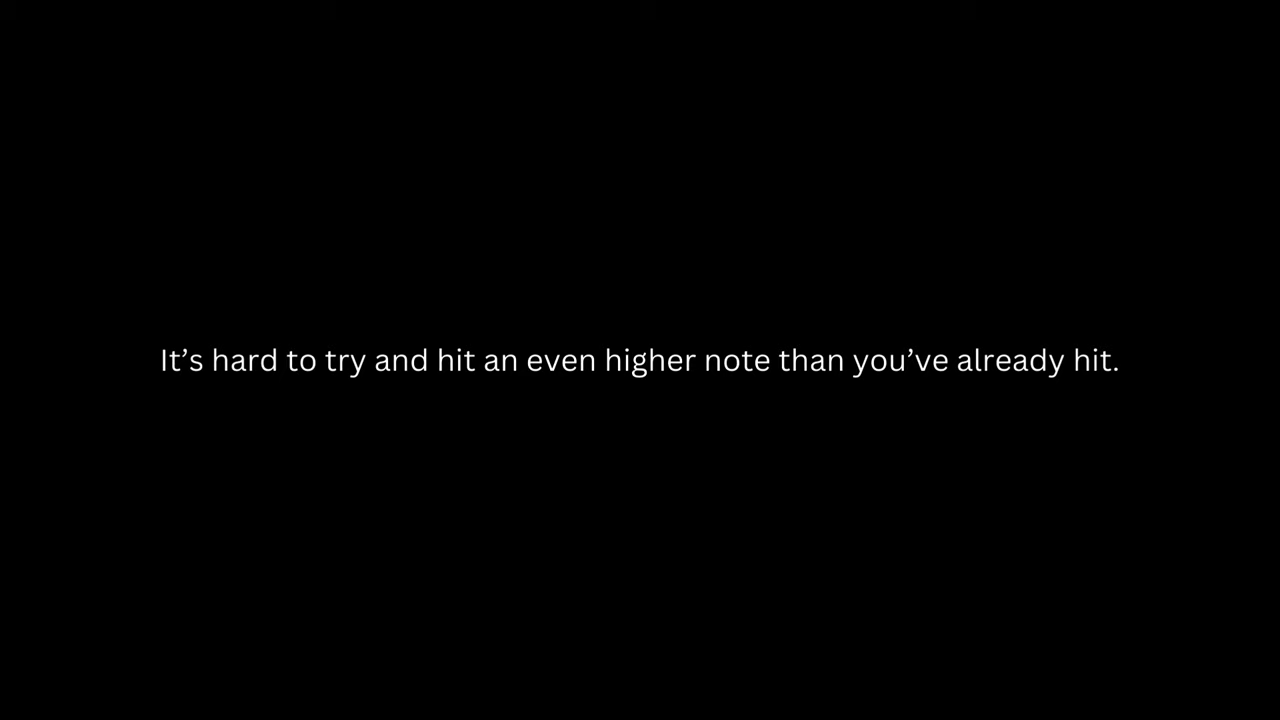 It’s hard to try and hit an even higher note than you’ve already hit.